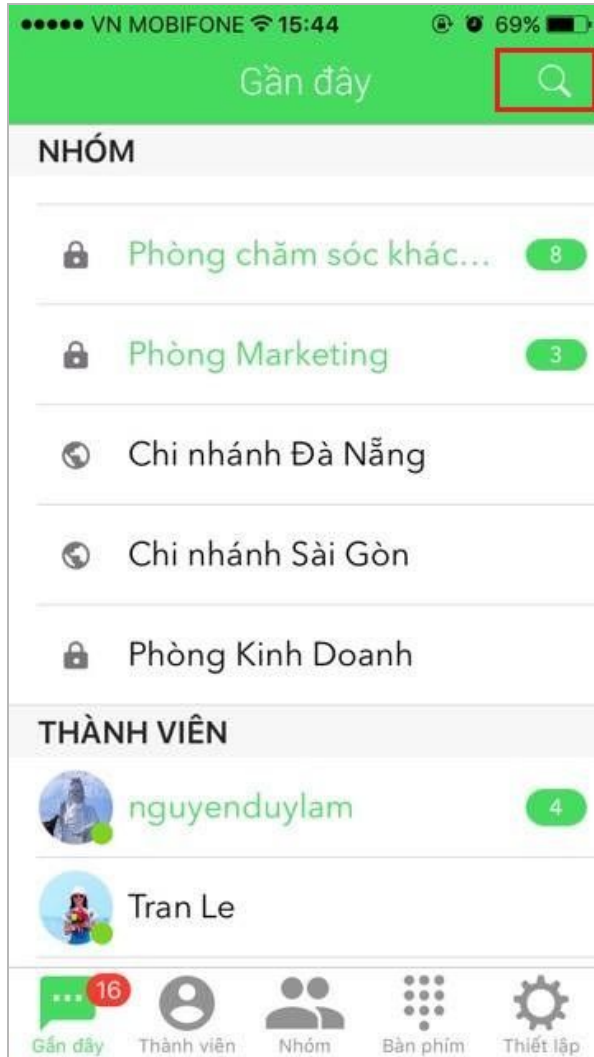 VN MOBIFONE 15:44 69%
Gần đây
NHÓM
Phòng chăm sóc khác... 8
Phòng Marketing 3
Chi nhánh Đà Nẵng
Chi nhánh Sài Gòn
Phòng Kinh Doanh
THÀNH VIÊN
nguyenduylam 4
Tran Le
16
Gần đây Thành viên Nhóm Bàn phím Thiết lập